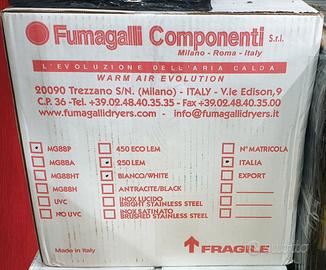 Fumagalli Componenti S.r.l.
Milano - Roma - Italy
L'EVOLUZIONE DELL'ARIA CALDA
WARM AIR EVOLUTION
20090 Trezzano S/N. (Milano) - ITALY - V.le Edison,9
C.P. 36 -Tel. +39.02.48.40.35.35 - Fax +39.02.48.40.35.00
www.fumagallidryers.com - info@fumagallidryers.it
MG88P 450 ECO LEM N° MATRICOLA
MG88A 250 LEM ITALIA
MG88HT BIANCO/WHITE EXPORT
MG88H ANTRACITE/BLACK
UVC INOX LUCIDO
BRIGHT STAINLESS STEEL
NO UVC INOX SATINATO
BRUSHED STAINLESS STEEL
Made in Italy
FRAGILE